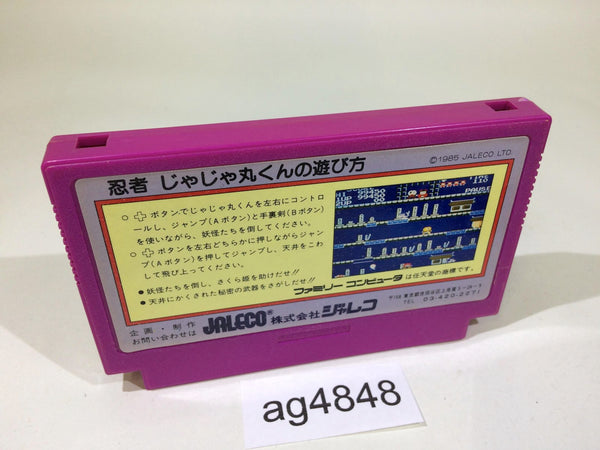 ©1985 JALECO LTD.
忍者 じゃじゃ丸くんの遊び方
○ ボタンでじゃじゃ丸くんを左右にコントロ
ールし、ジャンプ(Aボタン)と手裏剣(Bボタン)
を使いながら、妖怪たちを倒してください。
○ ボタンを左右どちらかに押しながらジャン
プ(Aボタン)を押してジャンプし、天井をこわ
して飛び上ってください。
●妖怪たちを倒し、さくら姫を助けだせ!!
●天井にかくされた秘密の武器をさがしだせ!!
HI 99450
1UP 99450
PAUSE
ファミリー コンピュータ は任天堂の商標です。
企画・制作
お問い合わせは JALECO® 株式会社ジャレコ
TEL 03-420-2271
ag4848